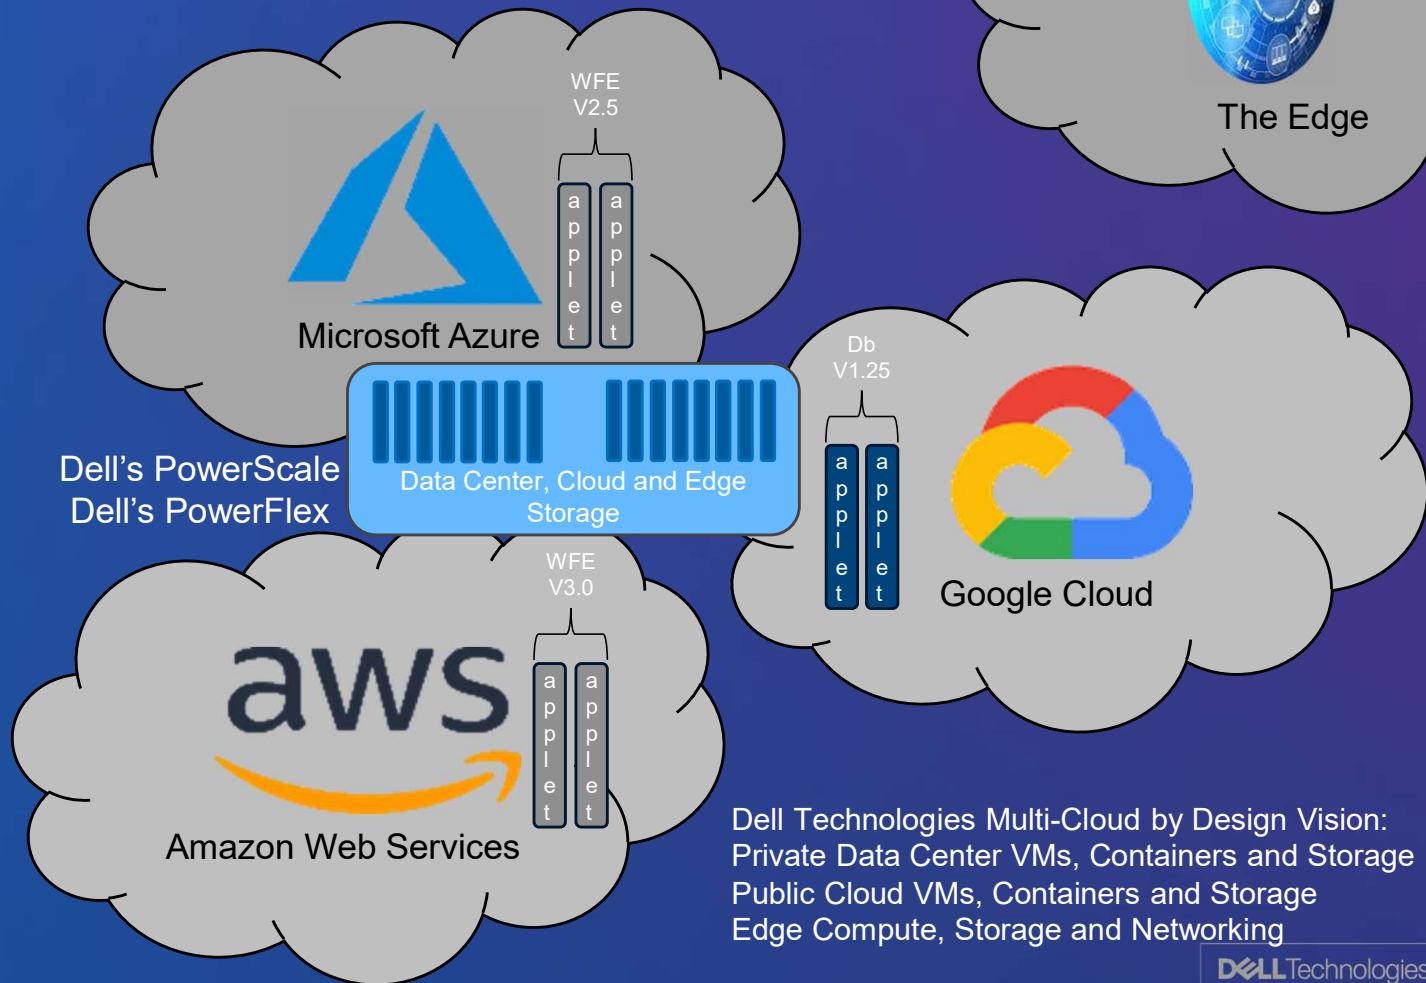 WFE
V2.5
The Edge
applet
applet
Microsoft Azure
Db
V1.25
Dell's PowerScale
Dell's PowerFlex
Data Center, Cloud and Edge
Storage
applet
applet
Google Cloud
WFE
V3.0
aws
applet
applet
Amazon Web Services
Dell Technologies Multi-Cloud by Design Vision:
Private Data Center VMs, Containers and Storage
Public Cloud VMs, Containers and Storage
Edge Compute, Storage and Networking
DELLTechnologies